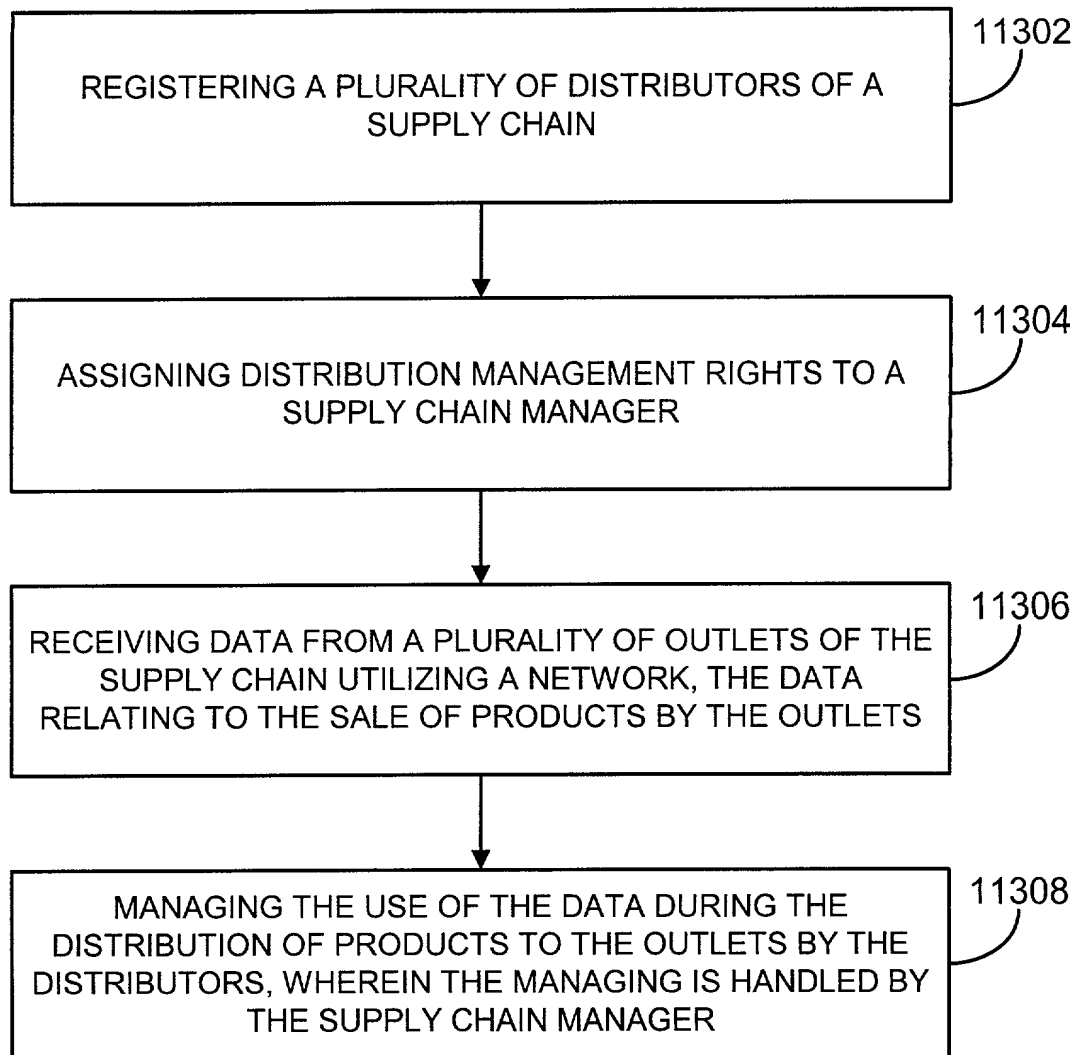 11302
REGISTERING A PLURALITY OF DISTRIBUTORS OF A
SUPPLY CHAIN
11304
ASSIGNING DISTRIBUTION MANAGEMENT RIGHTS TO A
SUPPLY CHAIN MANAGER
11306
RECEIVING DATA FROM A PLURALITY OF OUTLETS OF THE
SUPPLY CHAIN UTILIZING A NETWORK, THE DATA
RELATING TO THE SALE OF PRODUCTS BY THE OUTLETS
11308
MANAGING THE USE OF THE DATA DURING THE
DISTRIBUTION OF PRODUCTS TO THE OUTLETS BY THE
DISTRIBUTORS, WHEREIN THE MANAGING IS HANDLED BY
THE SUPPLY CHAIN MANAGER